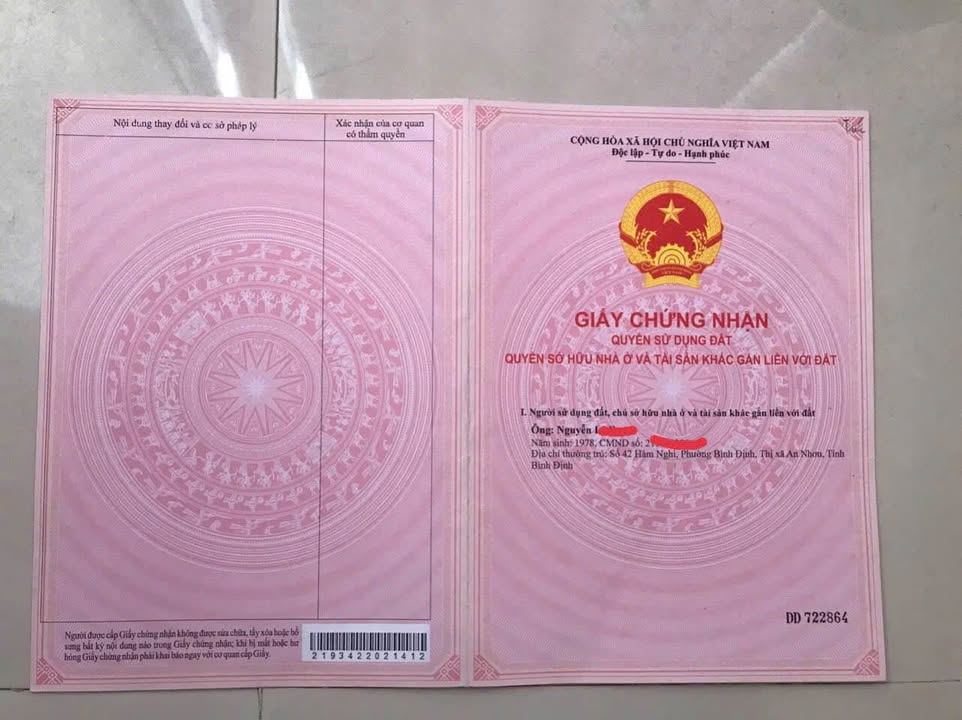 Nội dung thay đổi và cơ sở pháp lý
Xác nhận của cơ quan
có thẩm quyền
Người được cấp Giấy chứng nhận không được sửa chữa, tẩy xóa hoặc bổ
sung bất kỳ nội dung nào trong Giấy chứng nhận; khi bị mất hoặc hư
hỏng Giấy chứng nhận phải khai báo ngay với cơ quan cấp Giấy.
2193422021412
CỘNG HÒA XÃ HỘI CHỦ NGHĨA VIỆT NAM
Độc lập - Tự do - Hạnh phúc
GIẤY CHỨNG NHẬN
QUYỀN SỬ DỤNG ĐẤT
QUYỀN SỞ HỮU NHÀ Ở VÀ TÀI SẢN KHÁC GẮN LIỀN VỚI ĐẤT
I. Người sử dụng đất, chủ sở hữu nhà ở và tài sản khác gắn liền với đất
Ông: Nguyễn
Năm sinh: 1978, CMND số: 21
Địa chỉ thường trú: Số 42 Hàm Nghi, Phường Bình Định, Thị xã An Nhơn, Tỉnh
Bình Định
DD 722864